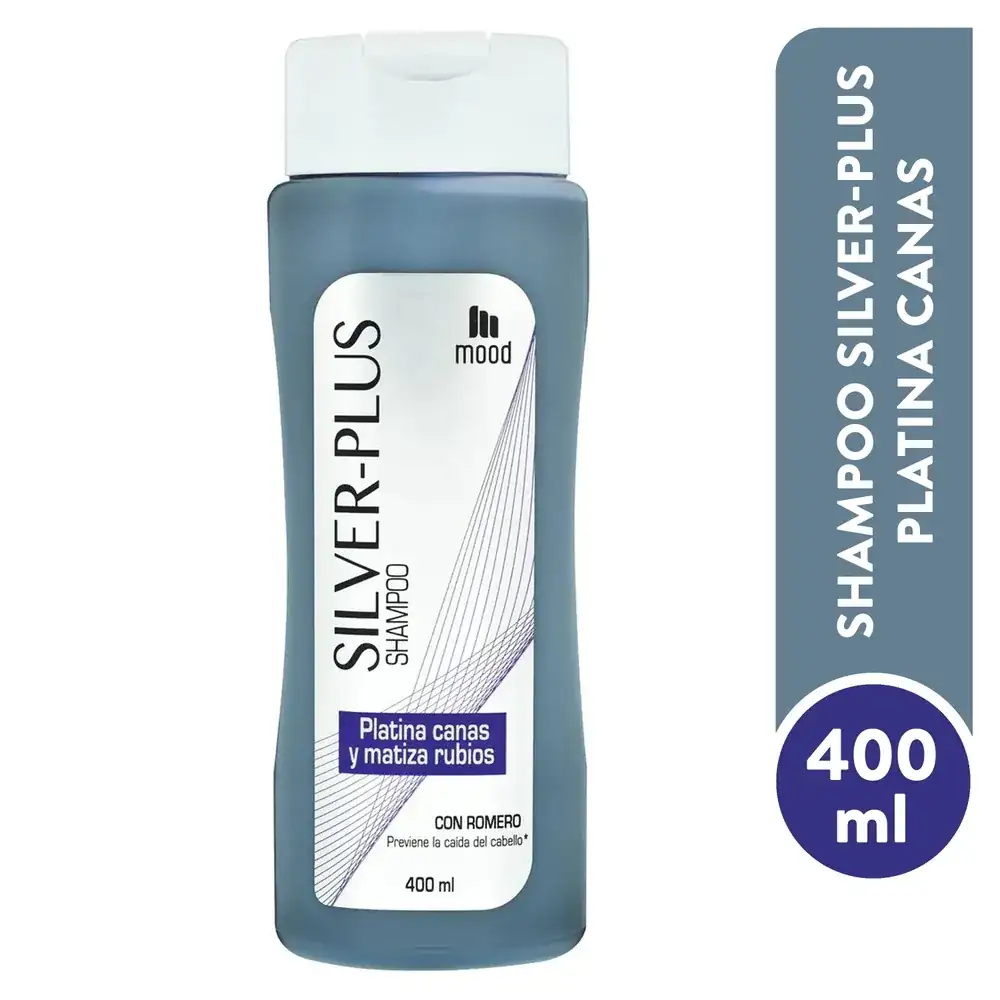 mood
SILVER-PLUS
SHAMPOO
Platina canas
y matiza rubios
CON ROMERO
Previene la caída del cabello*
400 ml
SHAMPOO SILVER-PLUS
PLATINA CANAS
400
ml